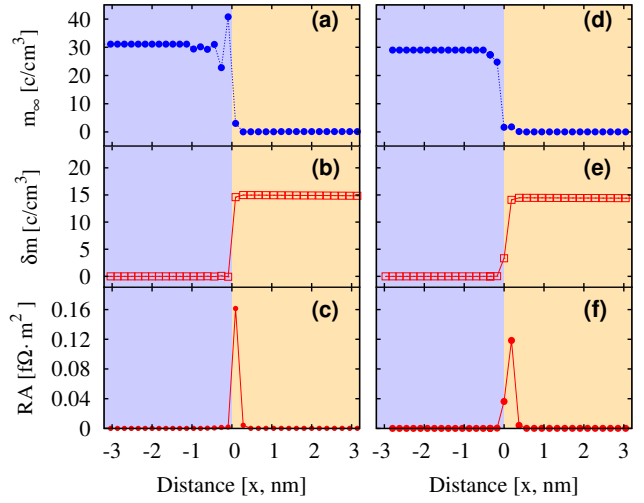 (a)
(d)
m∞ [c/cm³]
40
30
20
10
0
(b)
(e)
δm [c/cm³]
20
15
10
5
0
(c)
(f)
RA [fΩ· m²]
0.16
0.12
0.08
0.04
0
-3 -2 -1 0 1 2 3
-3 -2 -1 0 1 2 3
Distance [x, nm]
Distance [x, nm]